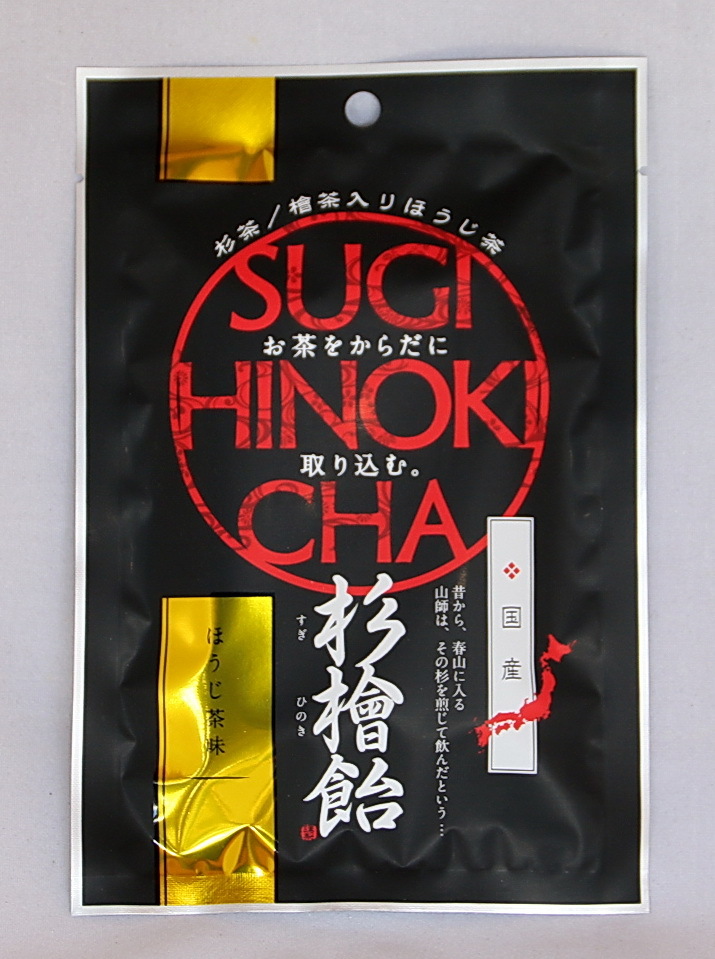 杉茶/檜茶入りほうじ茶
SUGI
お茶をからだに
HINOKI
取り込む。
CHA
国産
昔から、春山に入る
山師は、その杉を煎じて飲んだという…
杉檜飴
すぎ
ひのき
ほうじ茶味